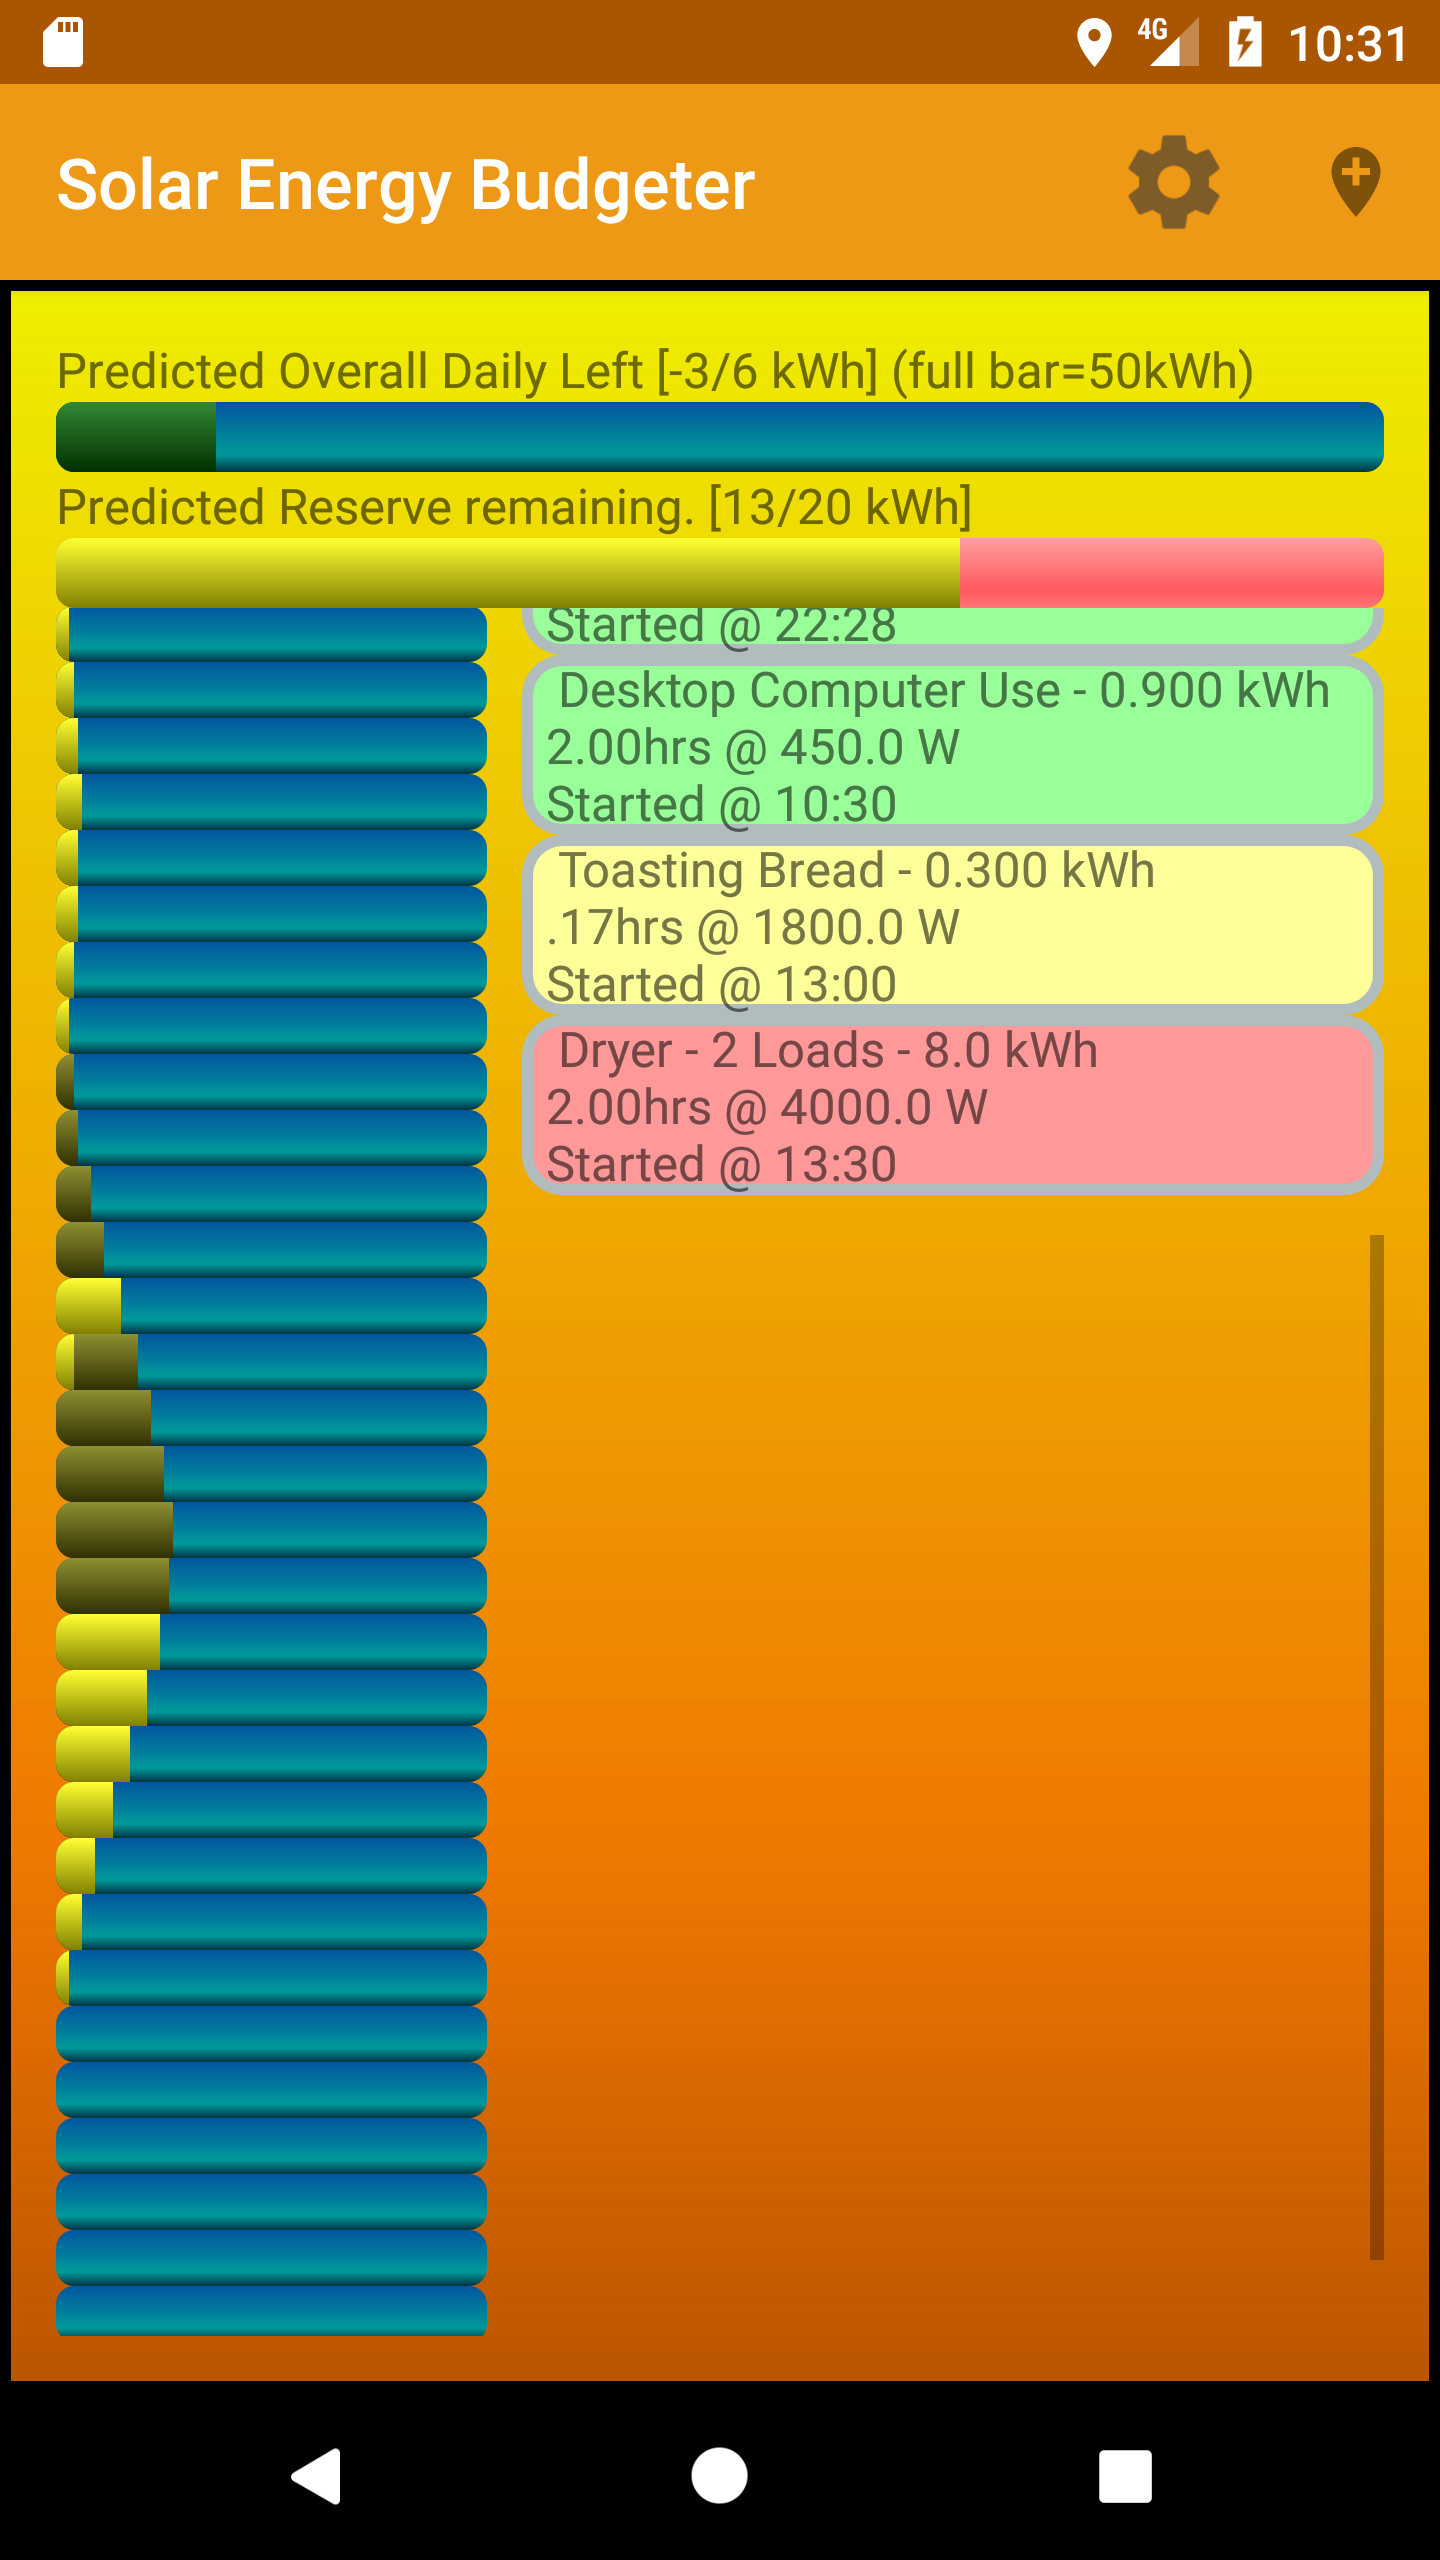 4G 10:31
Solar Energy Budgeter
Predicted Overall Daily Left [-3/6 kWh] (full bar=50kWh)
Predicted Reserve remaining. [13/20 kWh]
Started @ 22:28
Desktop Computer Use - 0.900 kWh
2.00hrs @ 450.0 W
Started @ 10:30
Toasting Bread - 0.300 kWh
.17hrs @ 1800.0 W
Started @ 13:00
Dryer - 2 Loads - 8.0 kWh
2.00hrs @ 4000.0 W
Started @ 13:30